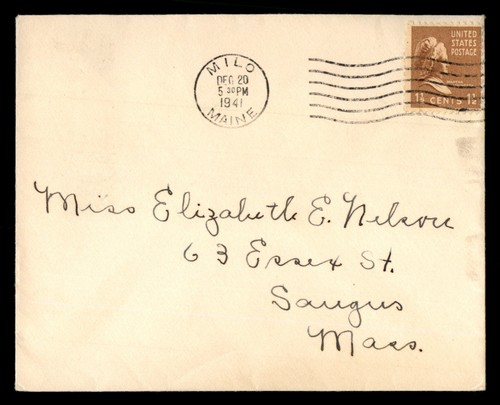 UNITED
STATES
POSTAGE
1½ CENTS 1½
MILO
DEC 20
5 30 PM
1941
MAINE
Miss Elizabeth E. Nelson
63 Essex St.
Saugus
Mass.